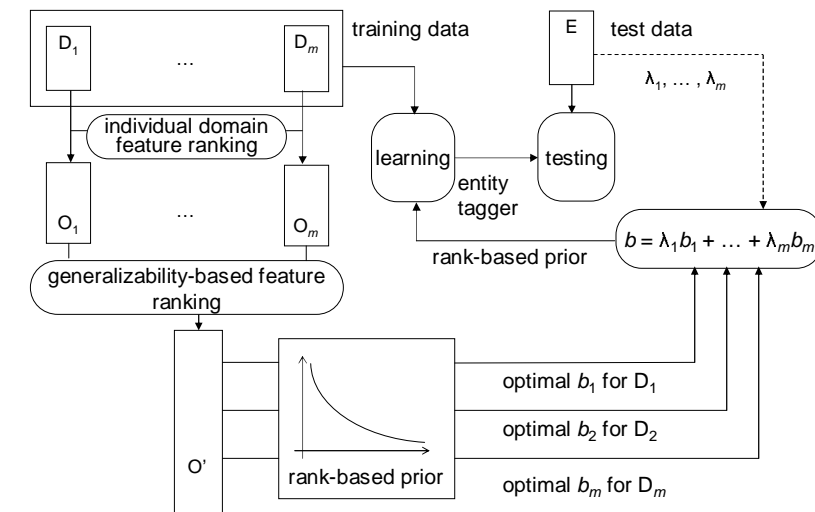 D1 … Dm training data
E test data
λ1, … , λm
individual domain
feature ranking
learning
testing
entity
tagger
O1 … Om
b = λ1b1 + … + λmbm
rank-based prior
generalizability-based feature
ranking
optimal b1 for D1
optimal b2 for D2
O’
rank-based prior
optimal bm for Dm